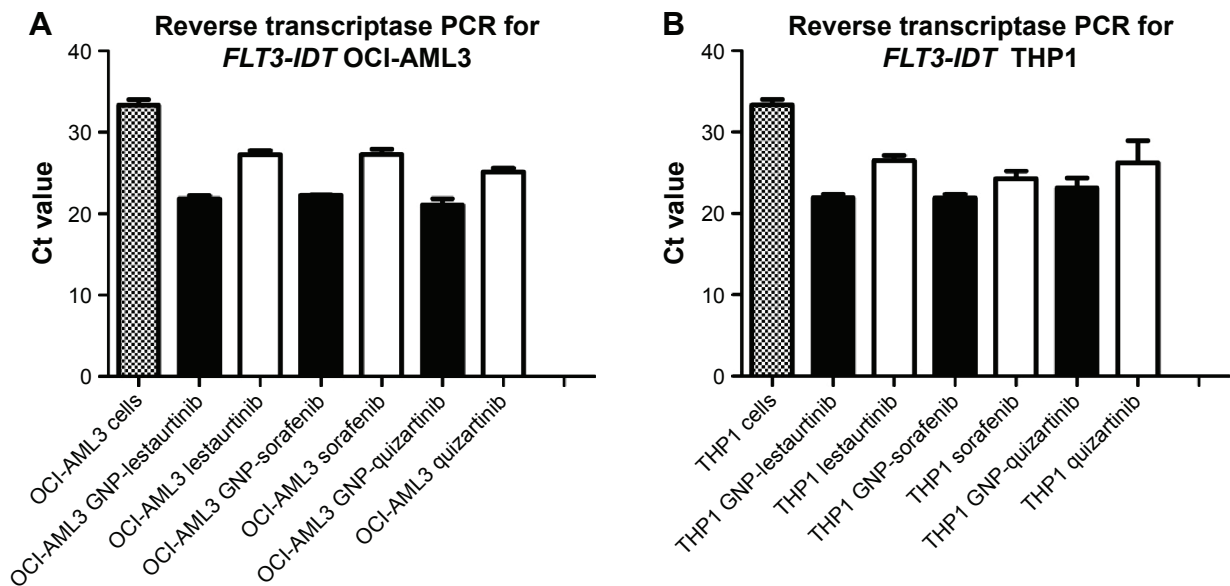 A
Reverse transcriptase PCR for
FLT3-IDT OCI-AML3
Ct value
40
30
20
10
0
OCI-AML3 cells
OCI-AML3 GNP-lestaurtinib
OCI-AML3 lestaurtinib
OCI-AML3 GNP-sorafenib
OCI-AML3 sorafenib
OCI-AML3 GNP-quizartinib
OCI-AML3 quizartinib
B
Reverse transcriptase PCR for
FLT3-IDT THP1
Ct value
40
30
20
10
0
THP1 cells
THP1 GNP-lestaurtinib
THP1 lestaurtinib
THP1 GNP-sorafenib
THP1 sorafenib
THP1 GNP-quizartinib
THP1 quizartinib